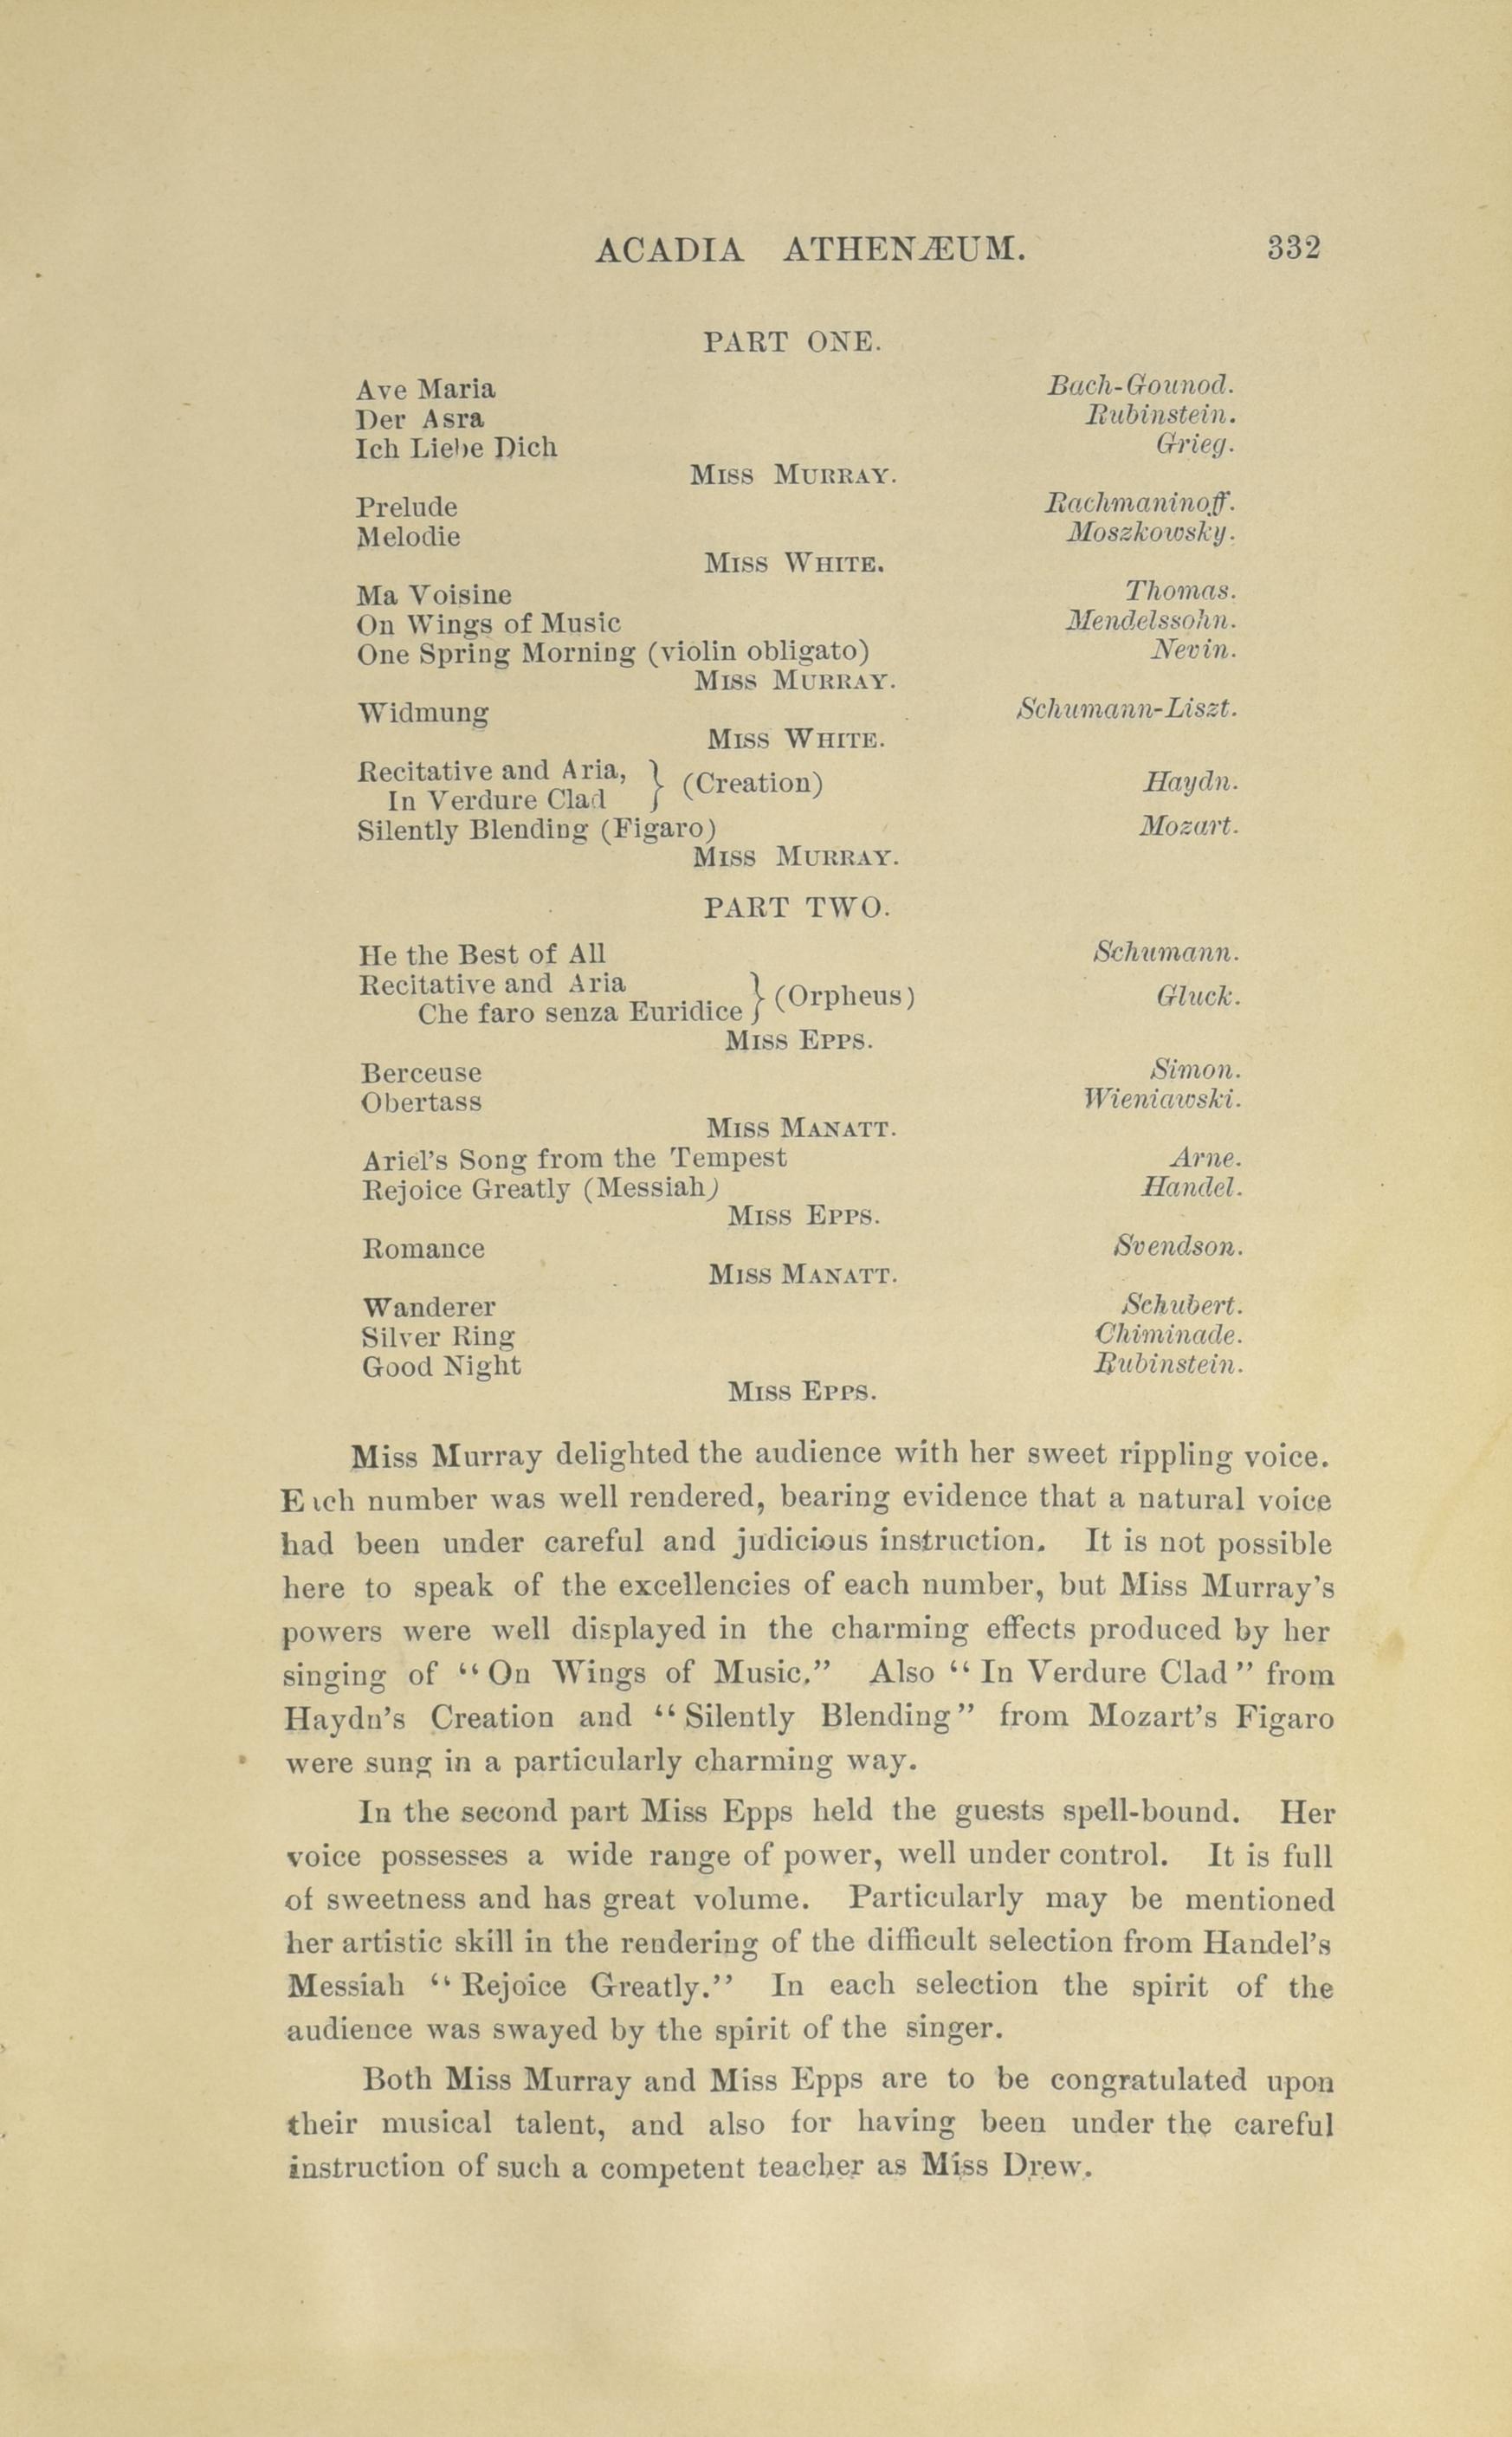 ACADIA ATHENÆUM. 332
PART ONE.
Ave Maria Bach-Gounod.
Der Asra Rubinstein.
Ich Liebe Dich Grieg.
MISS MURRAY.
Prelude Rachmaninoff.
Melodie Moszkowsky.
MISS WHITE.
Ma Voisine Thomas.
On Wings of Music Mendelssohn.
One Spring Morning (violin obligato) Nevin.
MISS MURRAY.
Widmung Schumann-Liszt.
MISS WHITE.
Recitative and Aria,
In Verdure Clad } (Creation) Haydn.
Silently Blending (Figaro) Mozart.
MISS MURRAY.
PART TWO.
He the Best of All Schumann.
Recitative and Aria
Che faro senza Euridice } (Orpheus) Gluck.
MISS EPPS.
Berceuse Simon.
Obertass Wieniawski.
MISS MANATT.
Ariel's Song from the Tempest Arne.
Rejoice Greatly (Messiah) Handel.
MISS EPPS.
Romance Svendson.
MISS MANATT.
Wanderer Schubert.
Silver Ring Chiminade.
Good Night Rubinstein.
MISS EPPS.
Miss Murray delighted the audience with her sweet rippling voice.
Each number was well rendered, bearing evidence that a natural voice
had been under careful and judicious instruction. It is not possible
here to speak of the excellencies of each number, but Miss Murray's
powers were well displayed in the charming effects produced by her
singing of "On Wings of Music." Also "In Verdure Clad" from
Haydn's Creation and "Silently Blending" from Mozart's Figaro
were sung in a particularly charming way.
In the second part Miss Epps held the guests spell-bound. Her
voice possesses a wide range of power, well under control. It is full
of sweetness and has great volume. Particularly may be mentioned
her artistic skill in the rendering of the difficult selection from Handel's
Messiah "Rejoice Greatly." In each selection the spirit of the
audience was swayed by the spirit of the singer.
Both Miss Murray and Miss Epps are to be congratulated upon
their musical talent, and also for having been under the careful
instruction of such a competent teacher as Miss Drew.